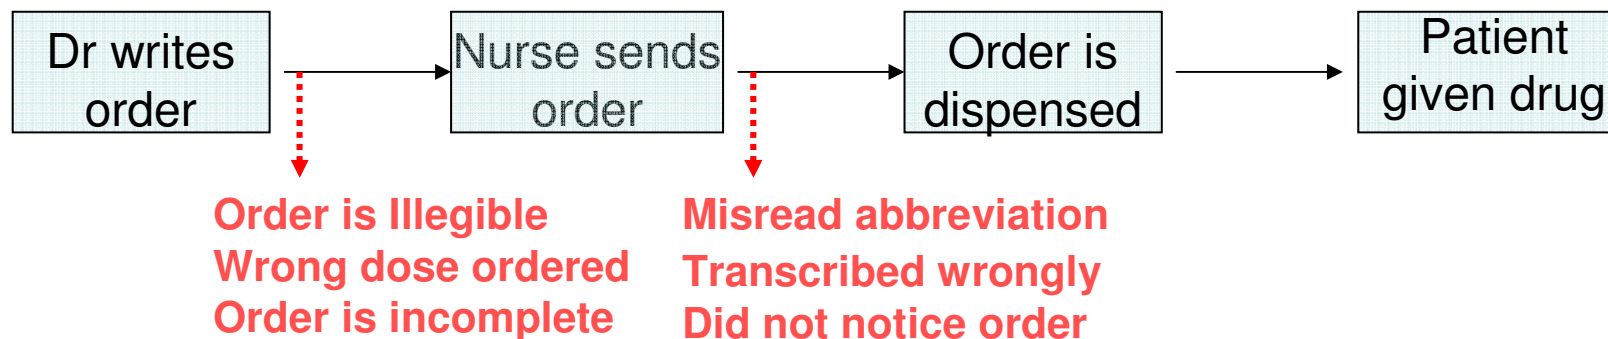 Dr writes
order
Nurse sends
order
Order is
dispensed
Patient
given drug
Order is Illegible
Wrong dose ordered
Order is incomplete
Misread abbreviation
Transcribed wrongly
Did not notice order